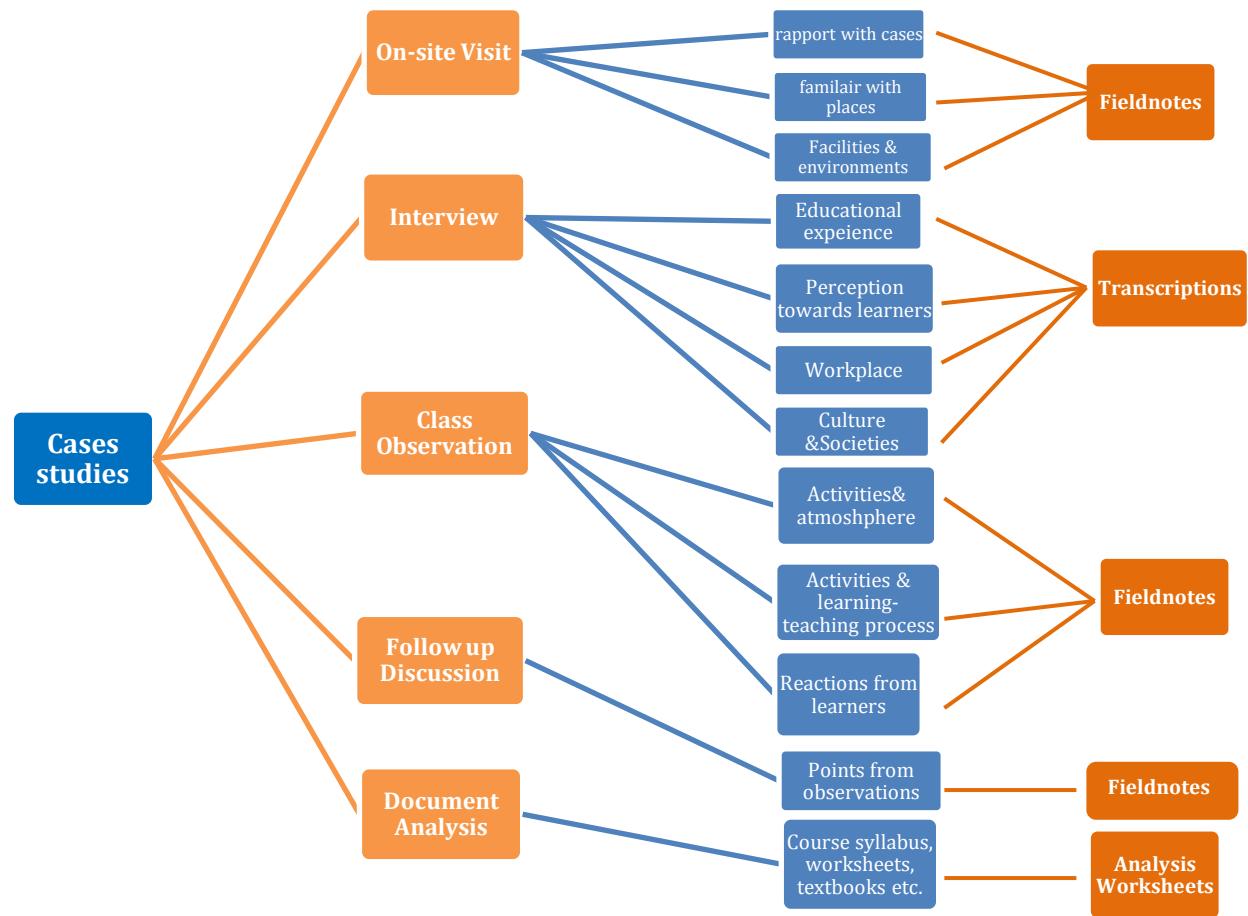 Cases
studies
On-site Visit
rapport with cases
familair with
places
Facilities &
environments
Fieldnotes
Interview
Educational
expeience
Perception
towards learners
Workplace
Culture
&Societies
Transcriptions
Class
Observation
Activities&
atmoshphere
Activities &
learning-
teaching process
Reactions from
learners
Fieldnotes
Follow up
Discussion
Points from
observations
Fieldnotes
Document
Analysis
Course syllabus,
worksheets,
textbooks etc.
Analysis
Worksheets